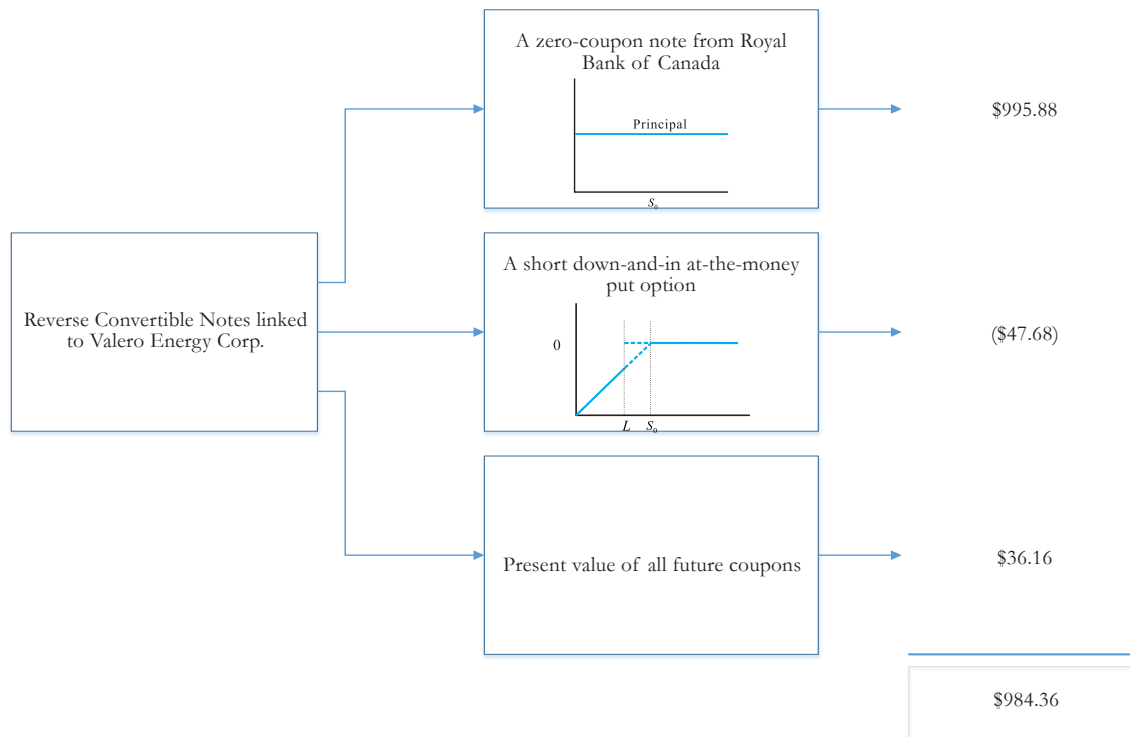 A zero-coupon note from Royal
Bank of Canada
Principal
S₀
$995.88
Reverse Convertible Notes linked
to Valero Energy Corp.
A short down-and-in at-the-money
put option
0
L S₀
($47.68)
Present value of all future coupons
$36.16
$984.36